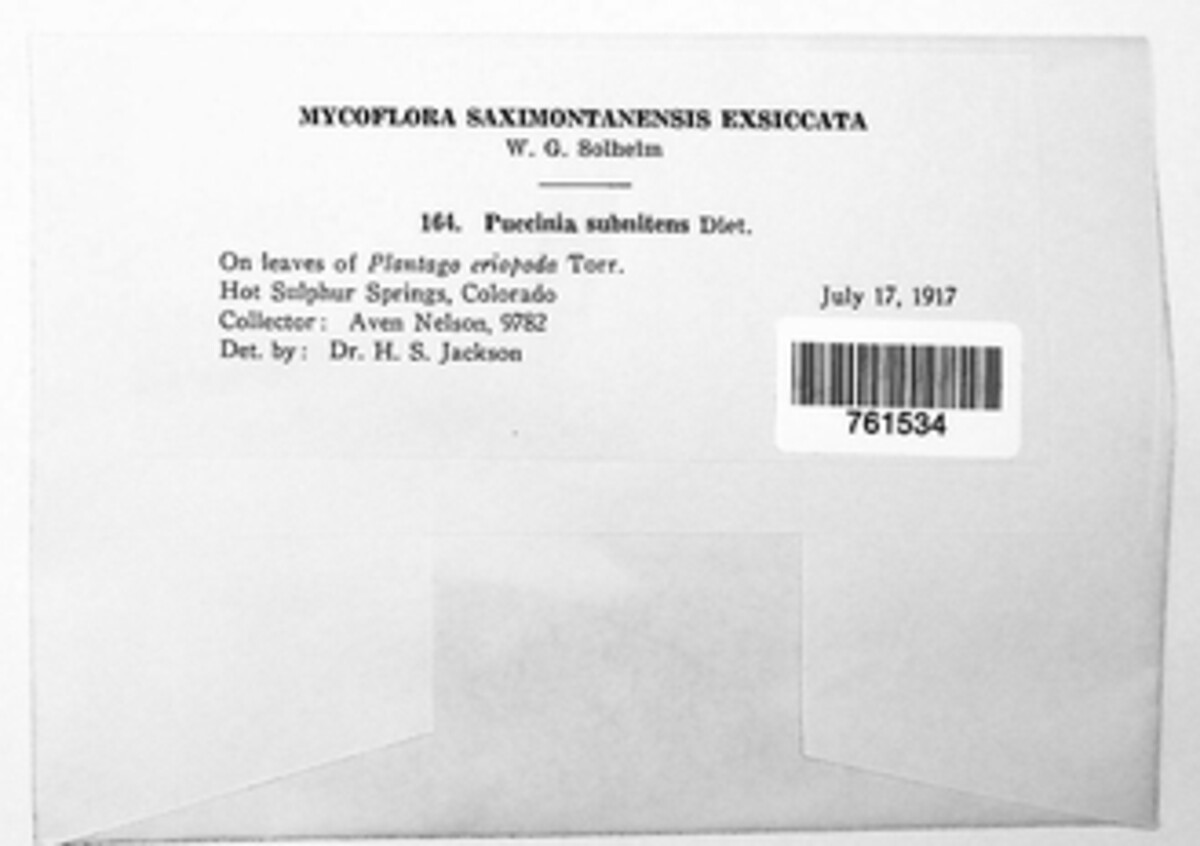 MYCOFLORA SAXIMONTANENSIS EXSICCATA
W. G. Solheim
164. Puccinia subnitens Diet.
On leaves of Plantago eriopoda Torr.
Hot Sulphur Springs, Colorado
July 17, 1917
Collector: Aven Nelson, 9782
Det. by: Dr. H. S. Jackson
761534